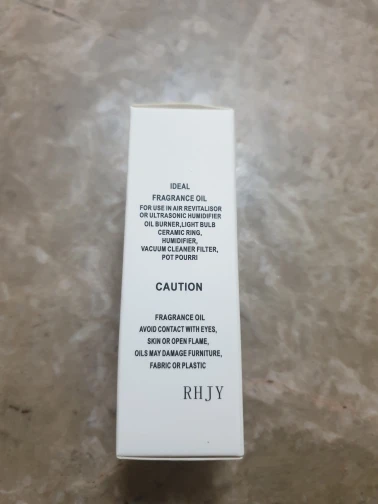 IDEAL
FRAGRANCE OIL
FOR USE IN AIR REVITALISOR
OR ULTRASONIC HUMIDIFIER
OIL BURNER,LIGHT BULB
CERAMIC RING,
HUMIDIFIER,
VACUUM CLEANER FILTER,
POT POURRI
CAUTION
FRAGRANCE OIL
AVOID CONTACT WITH EYES,
SKIN OR OPEN FLAME,
OILS MAY DAMAGE FURNITURE,
FABRIC OR PLASTIC
RHJY